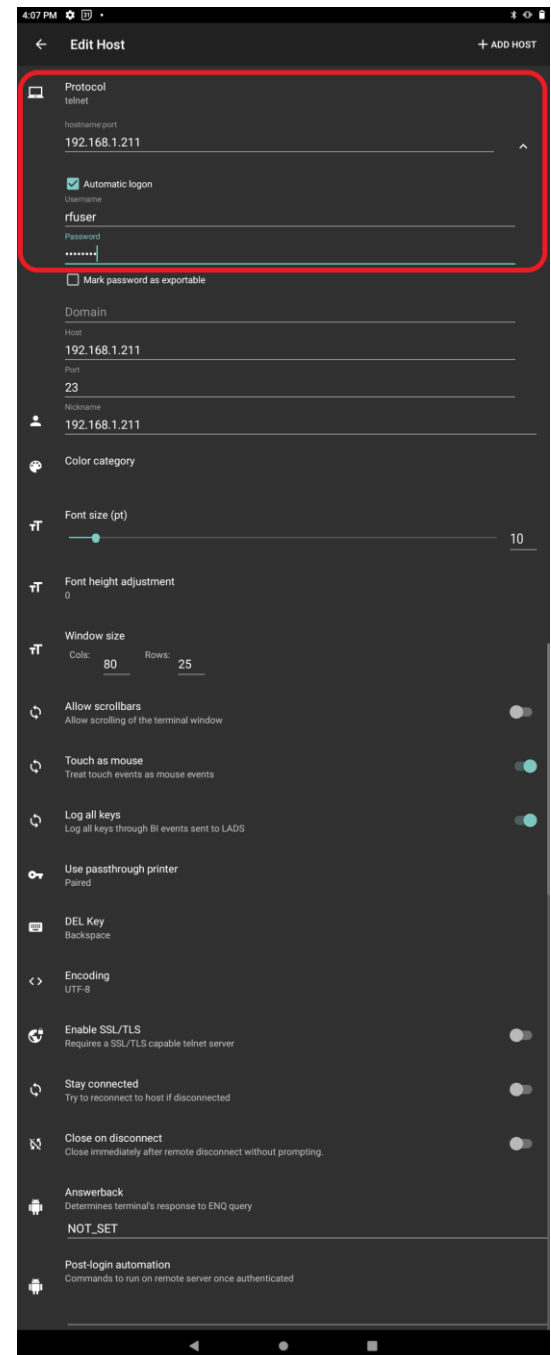 4:07 PM
31
Edit Host
+ ADD HOST
Protocol
telnet
hostname:port
192.168.1.211
Automatic logon
Username
rfuser
Password
••••••••
Mark password as exportable
Domain
Host
192.168.1.211
Port
23
Nickname
192.168.1.211
Color category
Font size (pt)
10
Font height adjustment
0
Window size
Cols: 80 Rows: 25
Allow scrollbars
Allow scrolling of the terminal window
Touch as mouse
Treat touch events as mouse events
Log all keys
Log all keys through BI events sent to LADS
Use passthrough printer
Paired
DEL Key
Backspace
Encoding
UTF-8
Enable SSL/TLS
Requires a SSL/TLS capable telnet server
Stay connected
Try to reconnect to host if disconnected
Close on disconnect
Close immediately after remote disconnect without prompting.
Answerback
Determines terminal's response to ENQ query
NOT_SET
Post-login automation
Commands to run on remote server once authenticated